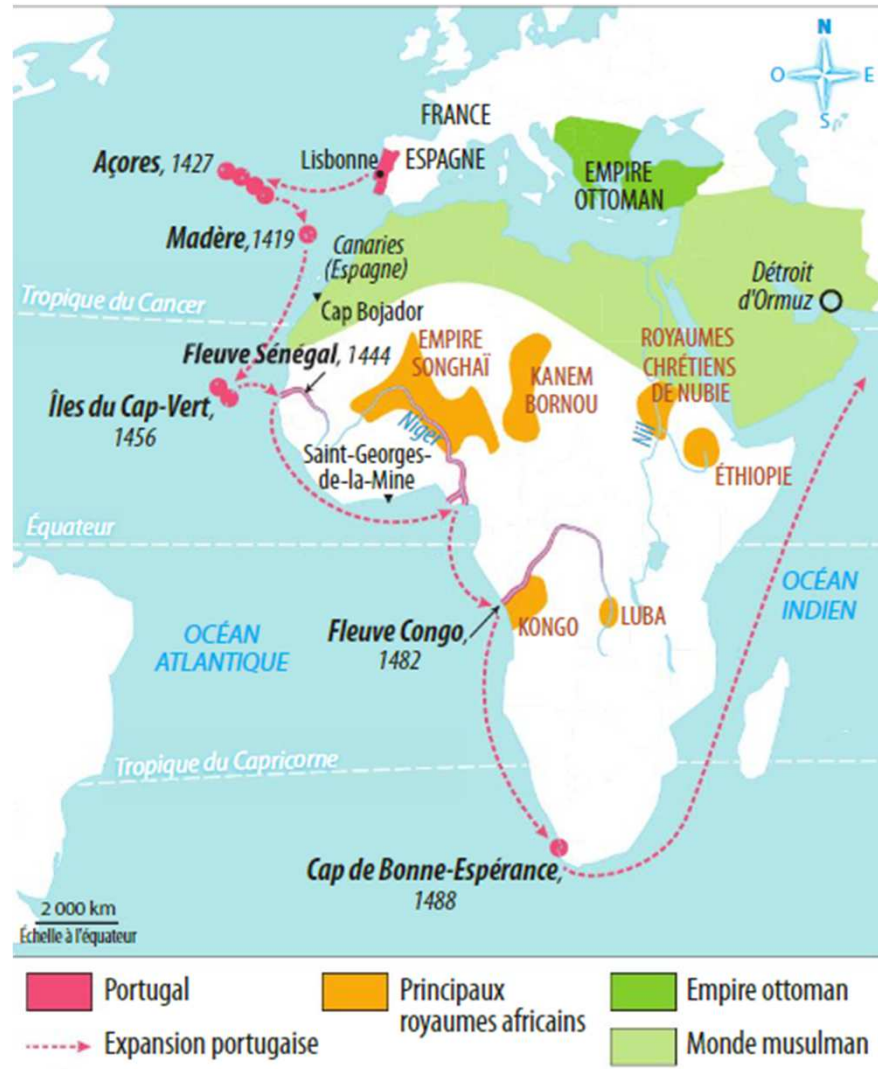 N
O
E
S
FRANCE
Açores, 1427
Lisbonne
ESPAGNE
EMPIRE
OTTOMAN
Madère, 1419
Canaries
(Espagne)
Détroit
d'Ormuz
Tropique du Cancer
Cap Bojador
Fleuve Sénégal, 1444
EMPIRE
SONGHAÏ
ROYAUMES
CHRÉTIENS
DE NUBIE
KANEM
BORNOU
Îles du Cap-Vert,
1456
Niger
Nil
Saint-Georges-
de-la-Mine
ÉTHIOPIE
Équateur
OCÉAN
INDIEN
OCÉAN
ATLANTIQUE
Fleuve Congo,
1482
KONGO
LUBA
Tropique du Capricorne
Cap de Bonne-Espérance,
1488
2 000 km
Échelle à l'équateur
Portugal
Expansion portugaise
Principaux
royaumes africains
Empire ottoman
Monde musulman